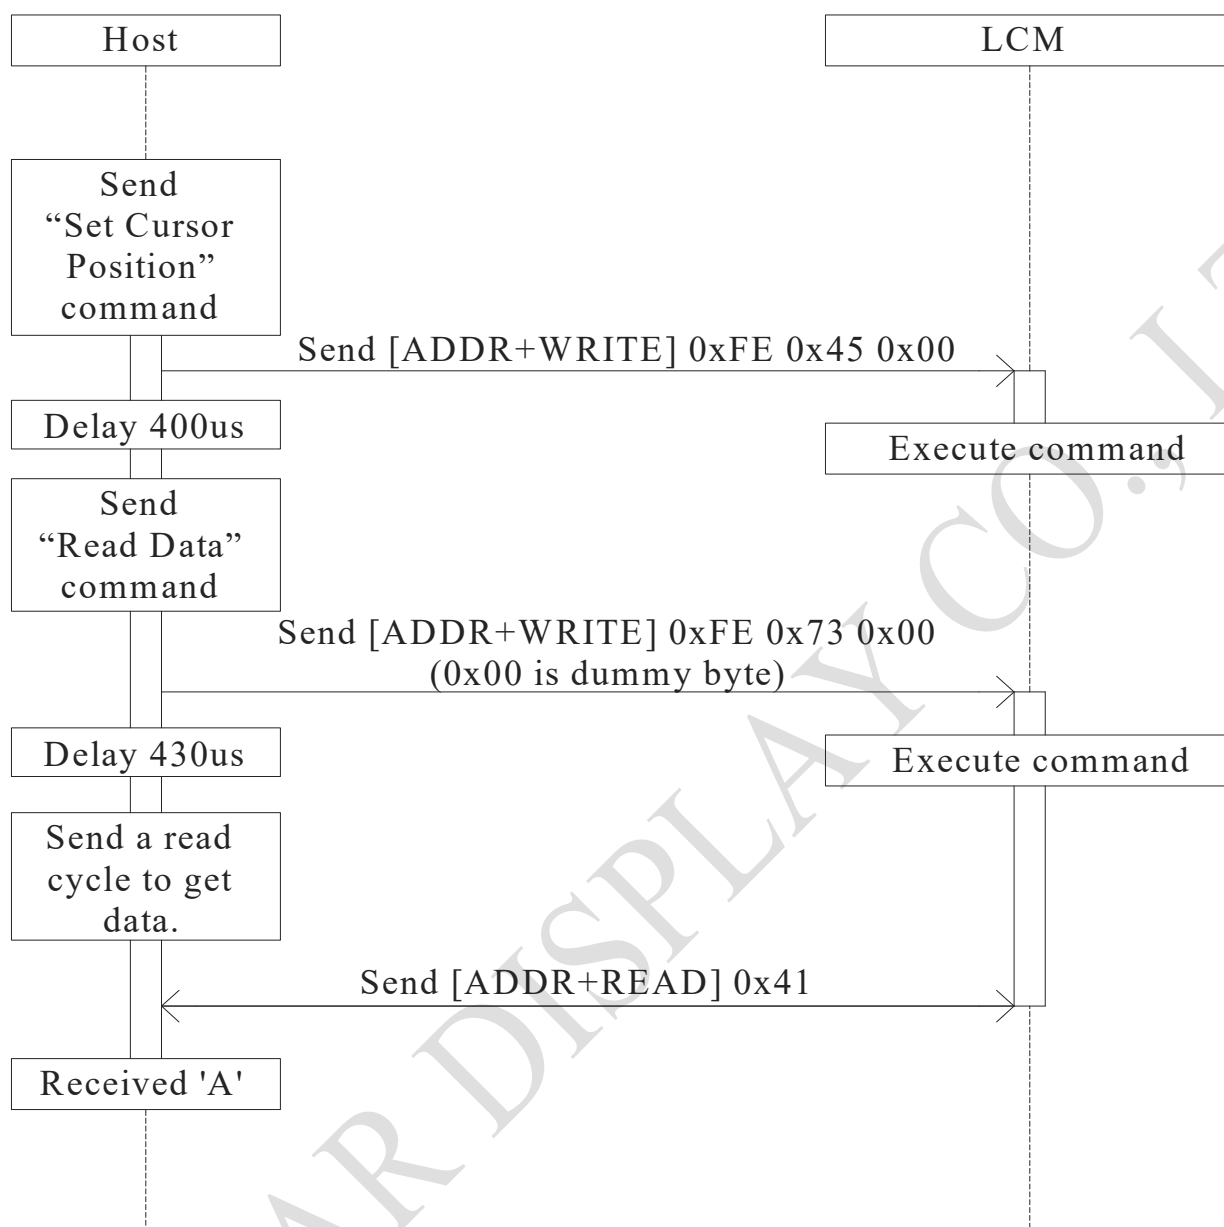 Host
LCM
Send
“Set Cursor
Position”
command
Send [ADDR+WRITE] 0xFE 0x45 0x00
Delay 400us
Execute command
Send
“Read Data”
command
Send [ADDR+WRITE] 0xFE 0x73 0x00
(0x00 is dummy byte)
Delay 430us
Execute command
Send a read
cycle to get
data.
Send [ADDR+READ] 0x41
Received 'A'
DISPLAY CO.,